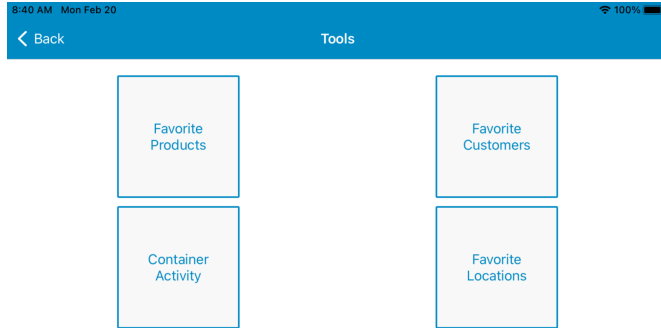 8:40 AM Mon Feb 20
100%
Back
Tools
Favorite
Products
Favorite
Customers
Container
Activity
Favorite
Locations